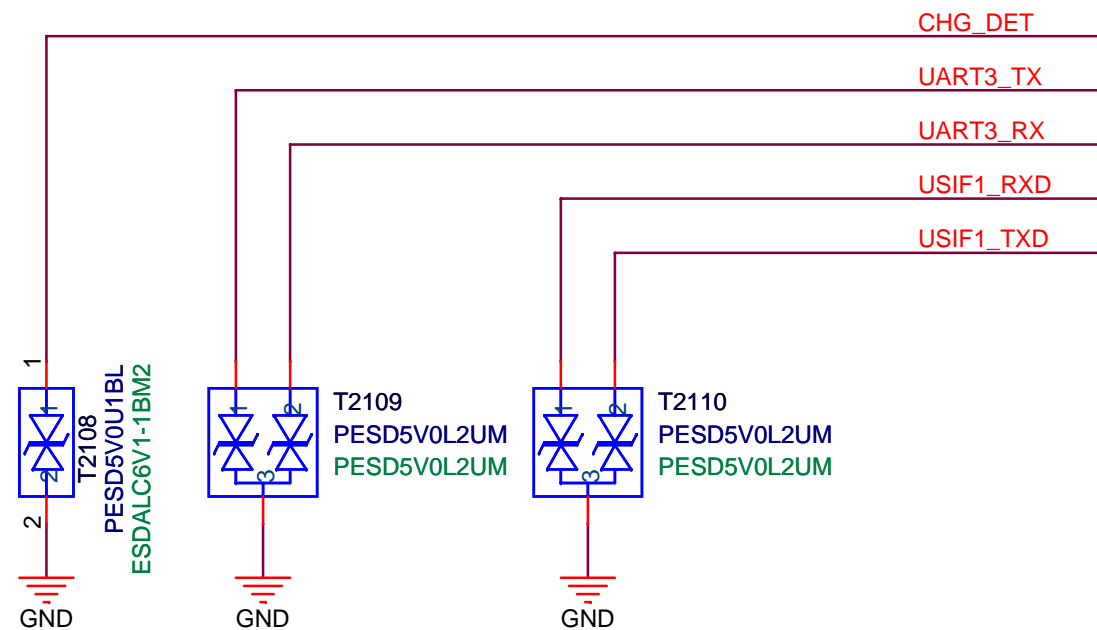 CHG_DET
UART3_TX
UART3_RX
USIF1_RXD
USIF1_TXD
1
1
2
2
T2108
PESD5V0U1BL
ESDALC6V1-1BM2
1
2
3
T2109
PESD5V0L2UM
PESD5V0L2UM
1
2
3
T2110
PESD5V0L2UM
PESD5V0L2UM
GND
GND
GND